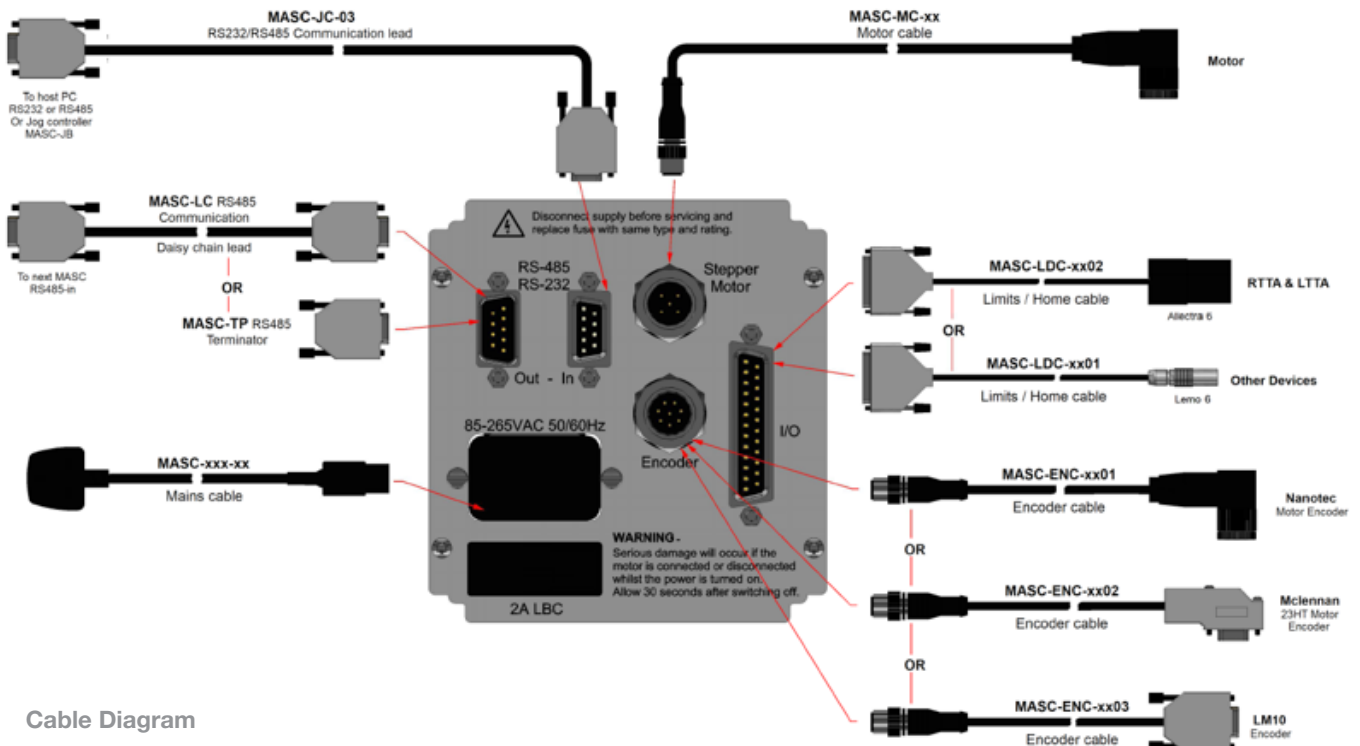 MASC-JC-03
RS232/RS485 Communication lead
To host PC
RS232 or RS485
Or Jog controller
MASC-JB
MASC-MC-xx
Motor cable
Motor
MASC-LC RS485
Communication
Daisy chain lead
To next MASC
RS485-in
OR
MASC-TP RS485
Terminator
Disconnect supply before servicing and
replace fuse with same type and rating.
RS-485
RS-232
Stepper
Motor
Out - In
85-265VAC 50/60Hz
Encoder
I/O
WARNING -
Serious damage will occur if the
motor is connected or disconnected
whilst the power is turned on.
Allow 30 seconds after switching off.
2A LBC
MASC-xxx-xx
Mains cable
MASC-LDC-xx02
Limits / Home cable
RTTA & LTTA
Allectra 6
OR
MASC-LDC-xx01
Limits / Home cable
Other Devices
Lemo 6
MASC-ENC-xx01
Encoder cable
Nanotec
Motor Encoder
OR
MASC-ENC-xx02
Encoder cable
Mclennan
23HT Motor
Encoder
OR
MASC-ENC-xx03
Encoder cable
LM10
Encoder
Cable Diagram